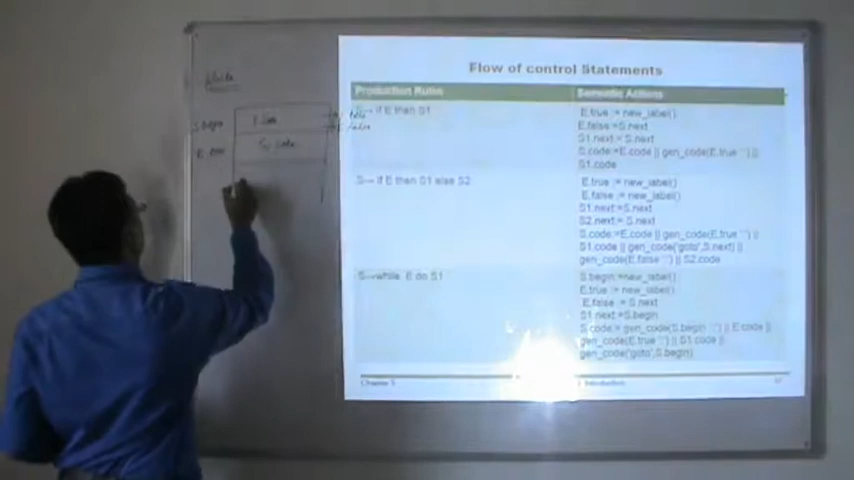 While
S.begin
E.code
S1.code
E.true
E.true
E.false
Flow of control Statements
Production Rules
Semantic Actions
S→ if E then S1
E.true := new_label()
E.false :=S.next
S1.next :=S.next
S.code :=E.code || gen_code(E.true ':') ||
S1.code
S→ if E then S1 else S2
E.true := new_label()
E.false := new_label()
S1.next :=S.next
S2.next := S.next
S.code:=E.code || gen_code(E.true ':') ||
S1.code || gen_code('goto',S.next) ||
gen_code(E.false ':') || S2.code
S→while E do S1
S.begin :=new_label()
E.true := new_label()
E.false := S.next
S1.next :=S.begin
S.code := gen_code(S.begin ':') || E.code ||
gen_code(E.true ':') || S1.code ||
gen_code('goto',S.begin)
Chapter 5
Introduction